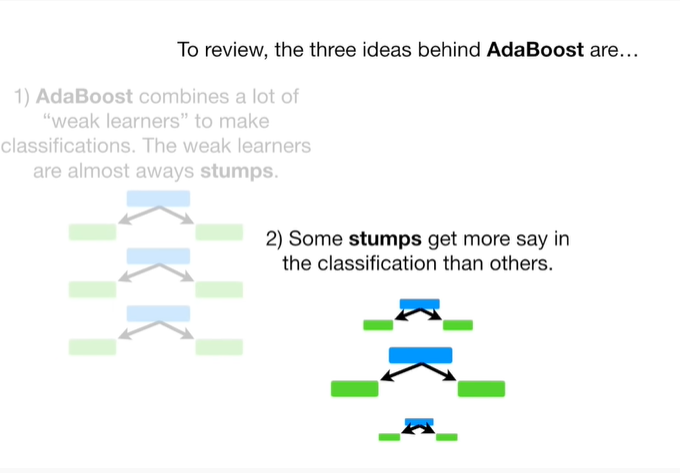 To review, the three ideas behind AdaBoost are…
1) AdaBoost combines a lot of
“weak learners” to make
classifications. The weak learners
are almost aways stumps.
2) Some stumps get more say in
the classification than others.